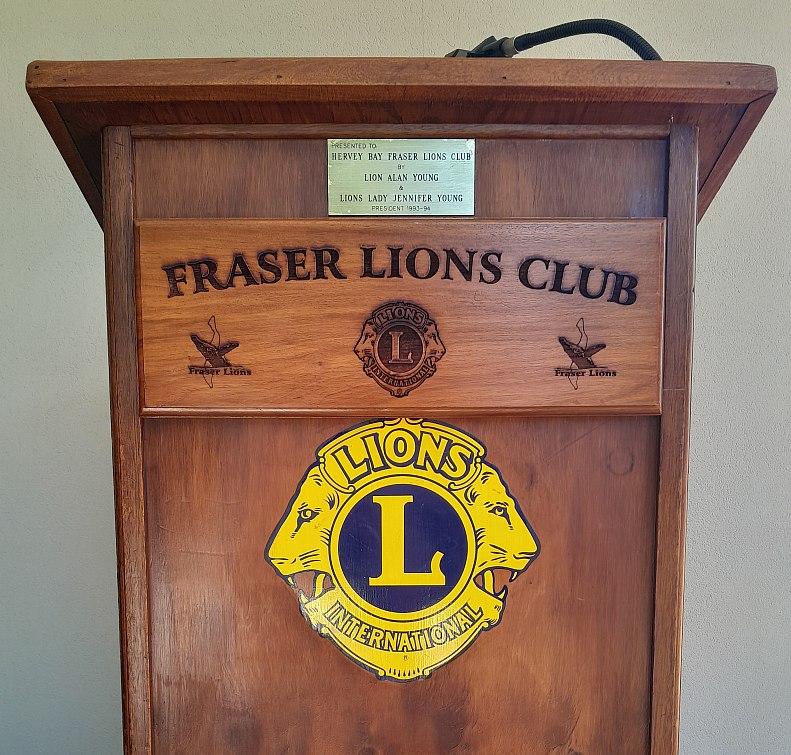 PRESENTED TO
HERVEY BAY FRASER LIONS CLUB
BY
LION ALAN YOUNG
&
LIONS LADY JENNIFER YOUNG
PRESIDENT 1993-94
FRASER LIONS CLUB
LIONS
L
INTERNATIONAL
Fraser Lions
Fraser Lions
LIONS
L
INTERNATIONAL